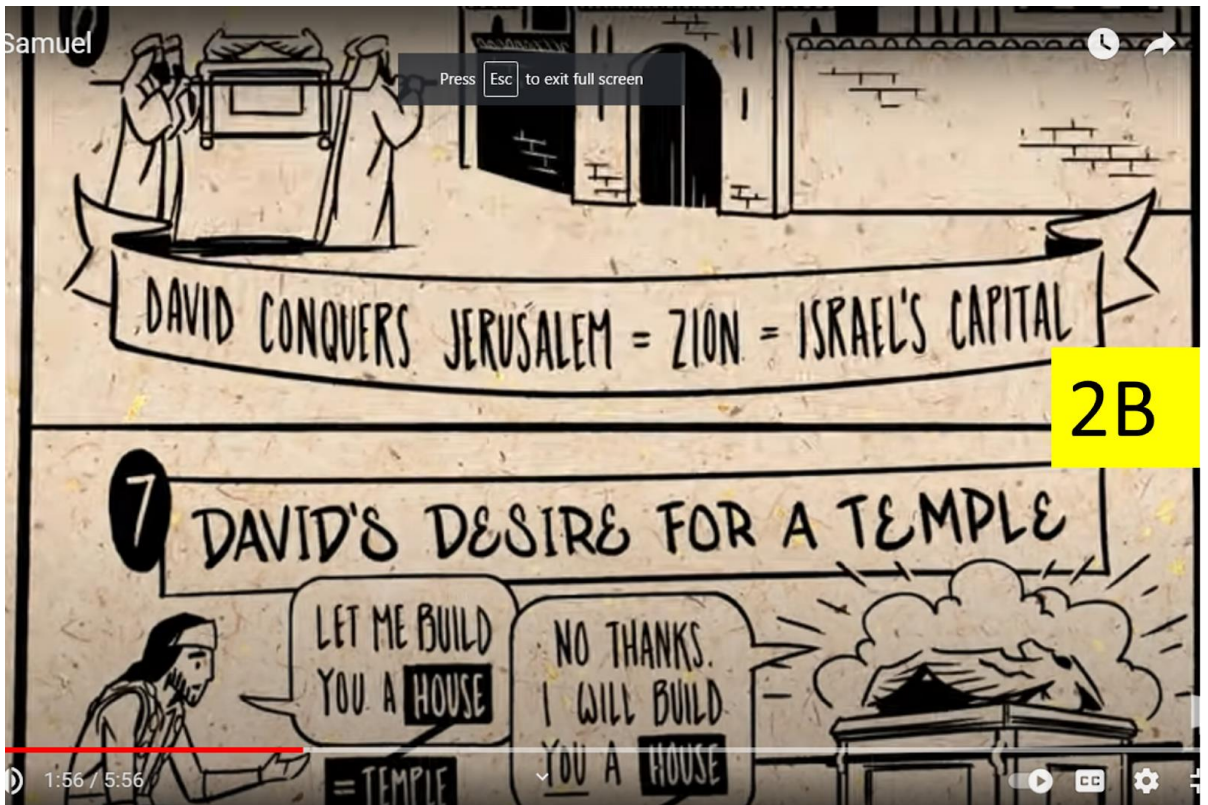 Samuel
Press Esc to exit full screen
DAVID CONQUERS JERUSALEM = ZION = ISRAEL'S CAPITAL
2B
7
DAVID'S DESIRE FOR A TEMPLE
LET ME BUILD
YOU A HOUSE
= TEMPLE
NO THANKS.
I WILL BUILD
YOU A HOUSE
1:56 / 5:56
CC